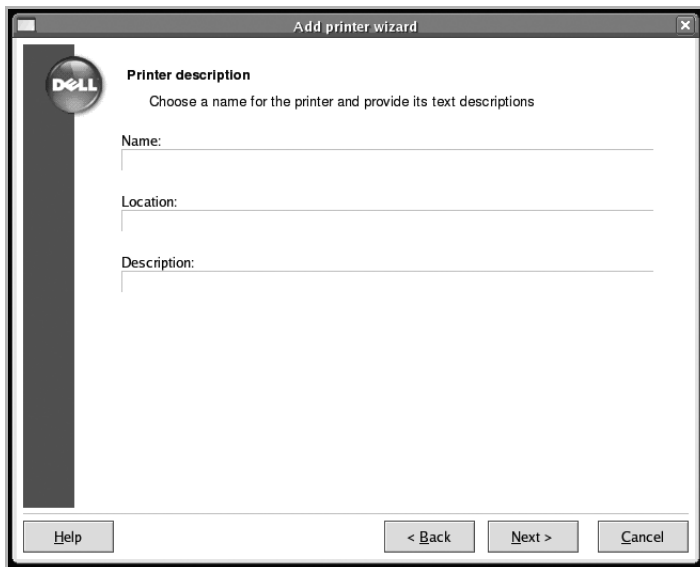 Add printer wizard
DELL
Printer description
Choose a name for the printer and provide its text descriptions
Name:
Location:
Description:
Help
< Back
Next >
Cancel